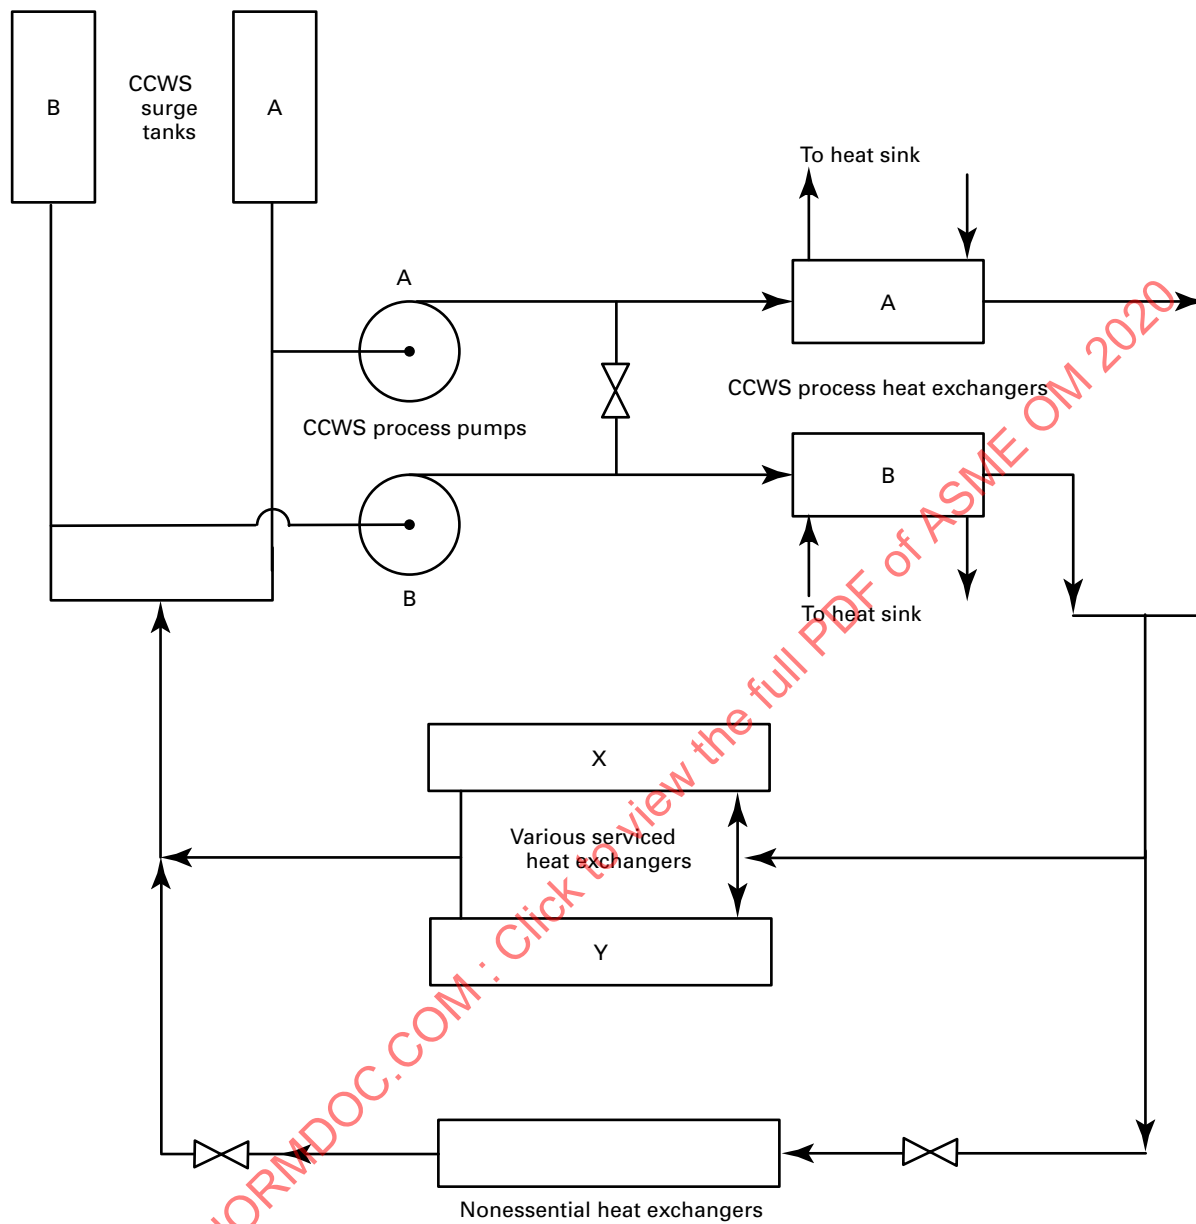 B
CCWS
surge
tanks
A
To heat sink
A
A
CCWS process heat exchangers
CCWS process pumps
B
B
To heat sink
X
Various serviced
heat exchangers
Y
Nonessential heat exchangers
NORMDOC.COM : Click to view the full PDF of ASME OM 2020